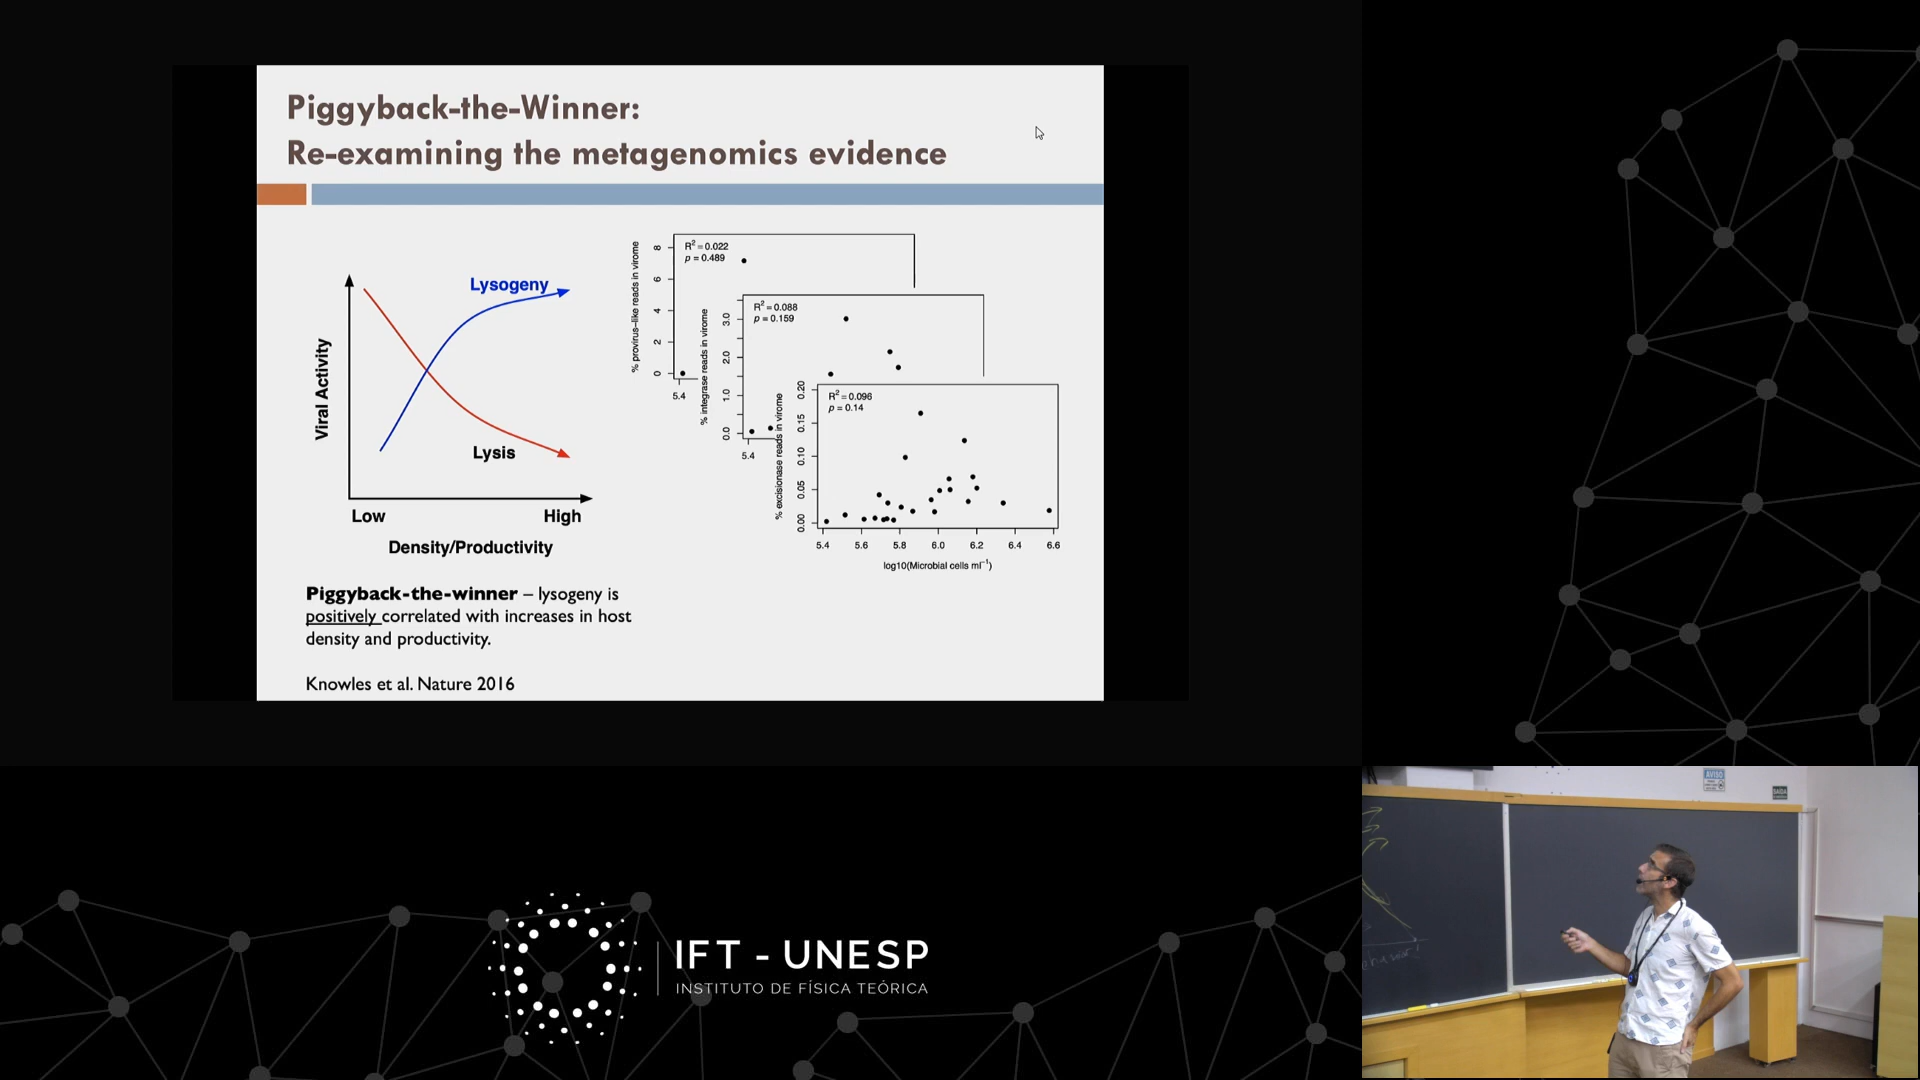 Piggyback-the-Winner:
Re-examining the metagenomics evidence
Viral Activity
Lysogeny
Lysis
Low
High
Density/Productivity
Piggyback-the-winner – lysogeny is
positively correlated with increases in host
density and productivity.
Knowles et al. Nature 2016
% provirus−like reads in virome
8
6
4
2
0
R² = 0.022
p = 0.489
5.4
% integrase reads in virome
3.0
2.0
1.0
0.0
R² = 0.088
p = 0.159
5.4
% excisionase reads in virome
0.20
0.15
0.10
0.05
0.00
R² = 0.096
p = 0.14
5.4 5.6 5.8 6.0 6.2 6.4 6.6
log10(Microbial cells ml⁻¹)
AVISO
SAÍDA
IFT - UNESP
INSTITUTO DE FÍSICA TEÓRICA